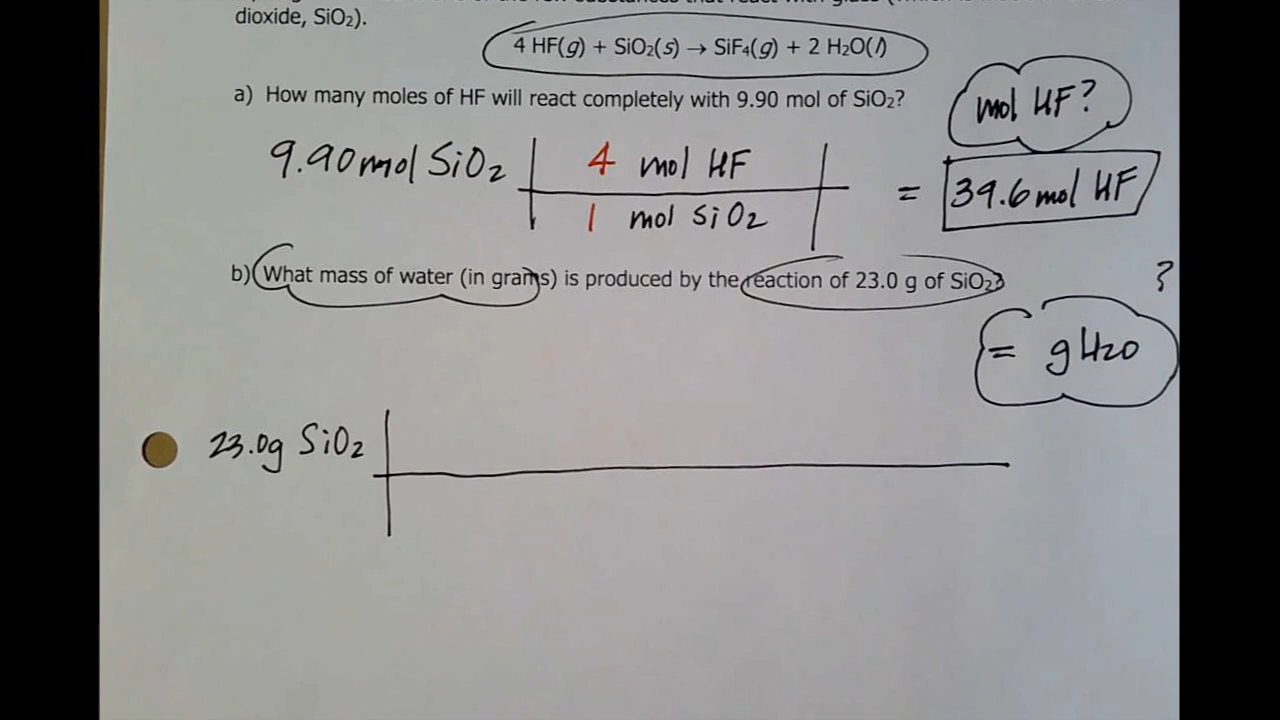 dioxide, SiO₂).
4 HF(g) + SiO₂(s) → SiF₄(g) + 2 H₂O(l)
a) How many moles of HF will react completely with 9.90 mol of SiO₂?
mol HF?
9.90 mol SiO₂ 4 mol HF
1 mol SiO₂
= 39.6 mol HF
b) What mass of water (in grams) is produced by the reaction of 23.0 g of SiO₂?
?
= g H₂O
23.0g SiO₂